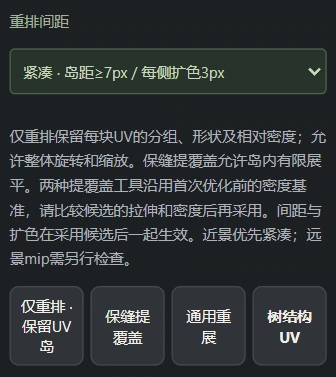 重排间距
紧凑 · 岛距≥7px / 每侧扩色3px
仅重排保留每块UV的分组、形状及相对密度；允
许整体旋转和缩放。保缝提覆盖允许岛内有限展
平。两种提覆盖工具沿用首次优化前的密度基
准，请比较候选的拉伸和密度后再采用。间距与
扩色在采用候选后一起生效。近景优先紧凑；远
景mip需另行检查。
仅重排 ·
保留UV
岛
保缝提
覆盖
通用重
展
树结构
UV